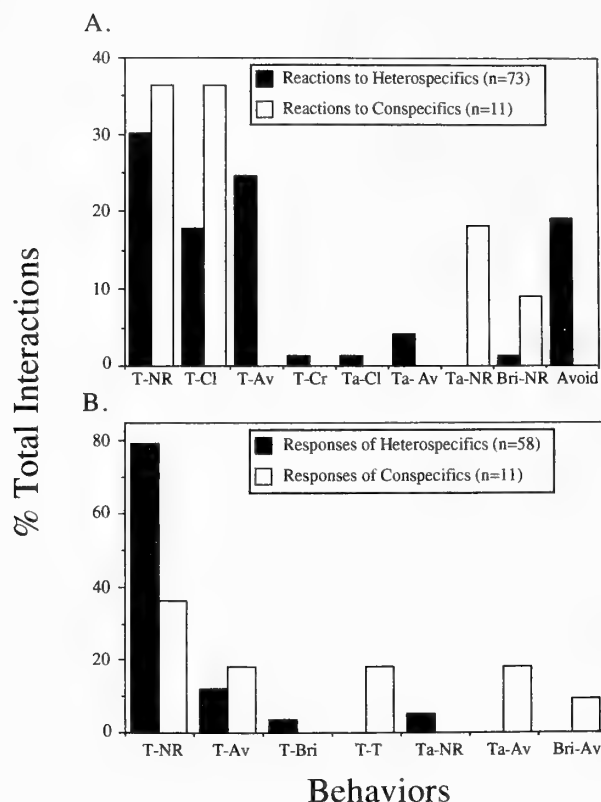 A.
40
30
20
10
0
Reactions to Heterospecifics (n=73)
Reactions to Conspecifics (n=11)
T-NR T-Cl T-Av T-Cr Ta-Cl Ta- Av Ta-NR Bri-NR Avoid
% Total Interactions
B.
80
60
40
20
0
Responses of Heterospecifics (n=58)
Responses of Conspecifics (n=11)
T-NR T-Av T-Bri T-T Ta-NR Ta-Av Bri-Av
Behaviors